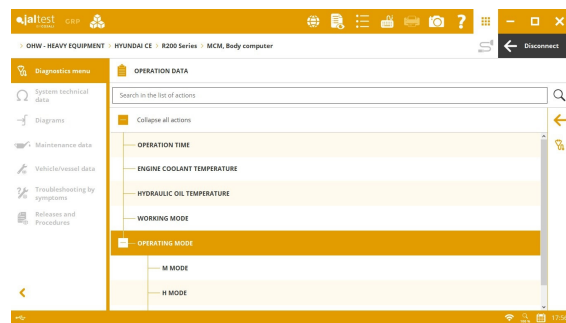 jaltest GRP
?
OHW - HEAVY EQUIPMENT > HYUNDAI CE > R200 Series > MCM, Body computer
Disconnect
Diagnostics menu
System technical
data
Diagrams
Maintenance data
Vehicle/vessel data
Troubleshooting by
symptoms
Releases and
Procedures
OPERATION DATA
Search in the list of actions
Collapse all actions
OPERATION TIME
ENGINE COOLANT TEMPERATURE
HYDRAULIC OIL TEMPERATURE
WORKING MODE
OPERATING MODE
M MODE
H MODE
100%